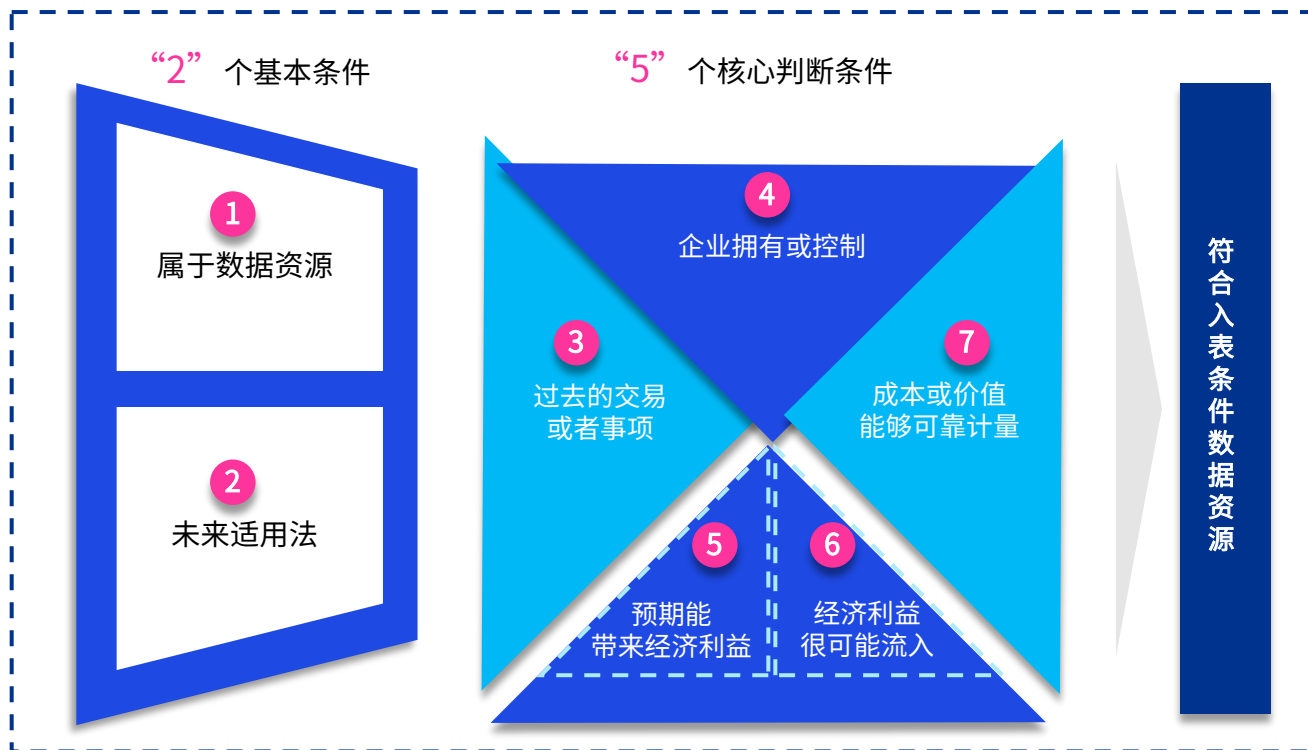 “2” 个基本条件
“5” 个核心判断条件
1
属于数据资源
2
未来适用法
3
过去的交易
或者事项
4
企业拥有或控制
5
预期能
带来经济利益
6
经济利益
很可能流入
7
成本或价值
能够可靠计量
符合入表条件数据资源